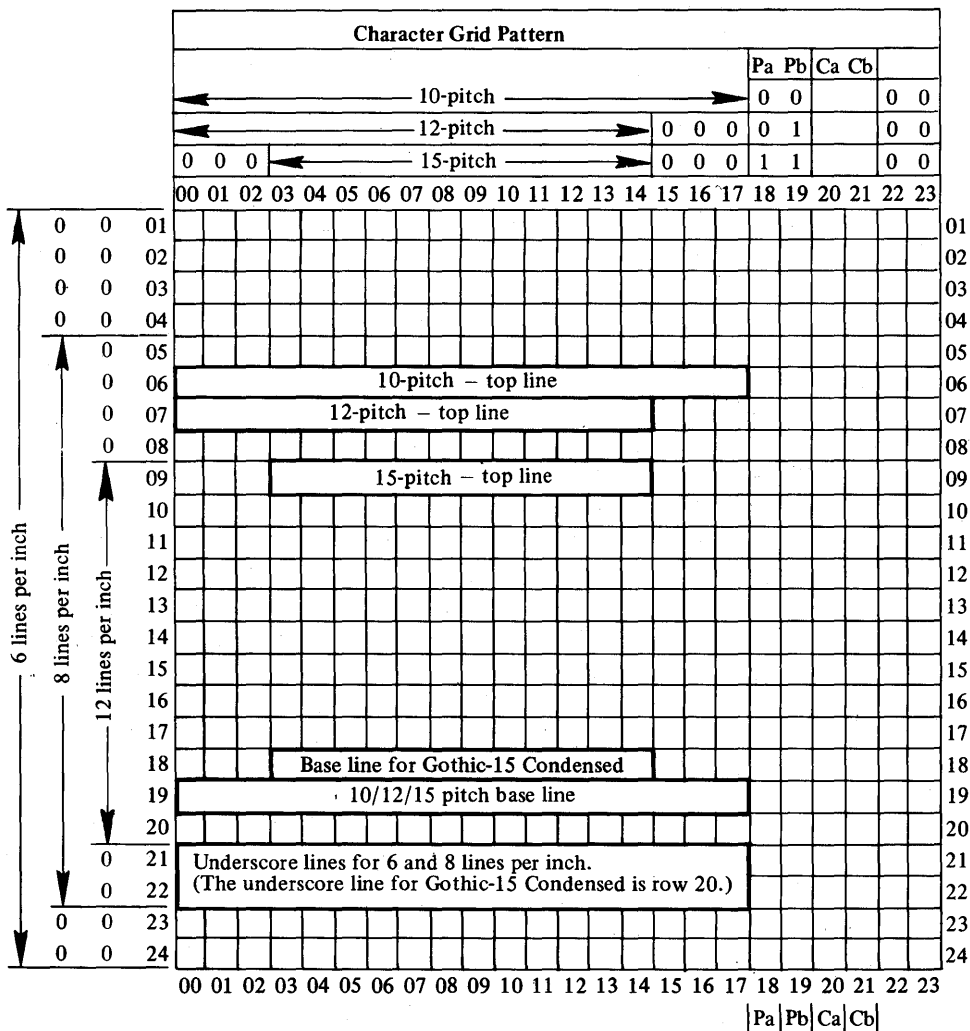 Character Grid Pattern
Pa Pb Ca Cb
10-pitch 0 0 0 0
12-pitch 0 0 0 0 1 0 0
0 0 0 15-pitch 0 0 0 1 1 0 0
00 01 02 03 04 05 06 07 08 09 10 11 12 13 14 15 16 17 18 19 20 21 22 23
0 0 01 01
0 0 02 02
0 0 03 03
0 0 04 04
0 05 05
0 06 10-pitch – top line 06
0 07 12-pitch – top line 07
0 08 08
09 15-pitch – top line 09
10 10
11 11
12 12
13 13
14 14
15 15
16 16
17 17
18 Base line for Gothic-15 Condensed 18
19 10/12/15 pitch base line 19
20 20
0 21 Underscore lines for 6 and 8 lines per inch. 21
0 22 (The underscore line for Gothic-15 Condensed is row 20.) 22
0 0 23 23
0 0 24 24
6 lines per inch
8 lines per inch
12 lines per inch
00 01 02 03 04 05 06 07 08 09 10 11 12 13 14 15 16 17 18 19 20 21 22 23
Pa Pb Ca Cb